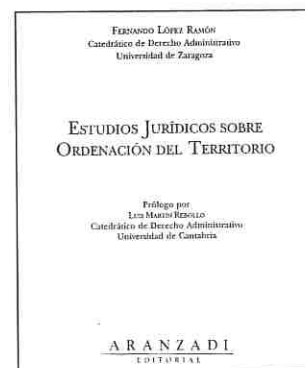 FERNANDO LÓPEZ RAMÓN
Catedrático de Derecho Administrativo
Universidad de Zaragoza
ESTUDIOS JURÍDICOS SOBRE
ORDENACIÓN DEL TERRITORIO
Prólogo por
LUIS MARTÍN REBOLLO
Catedrático de Derecho Administrativo
Universidad de Cantabria
ARANZADI
EDITORIAL